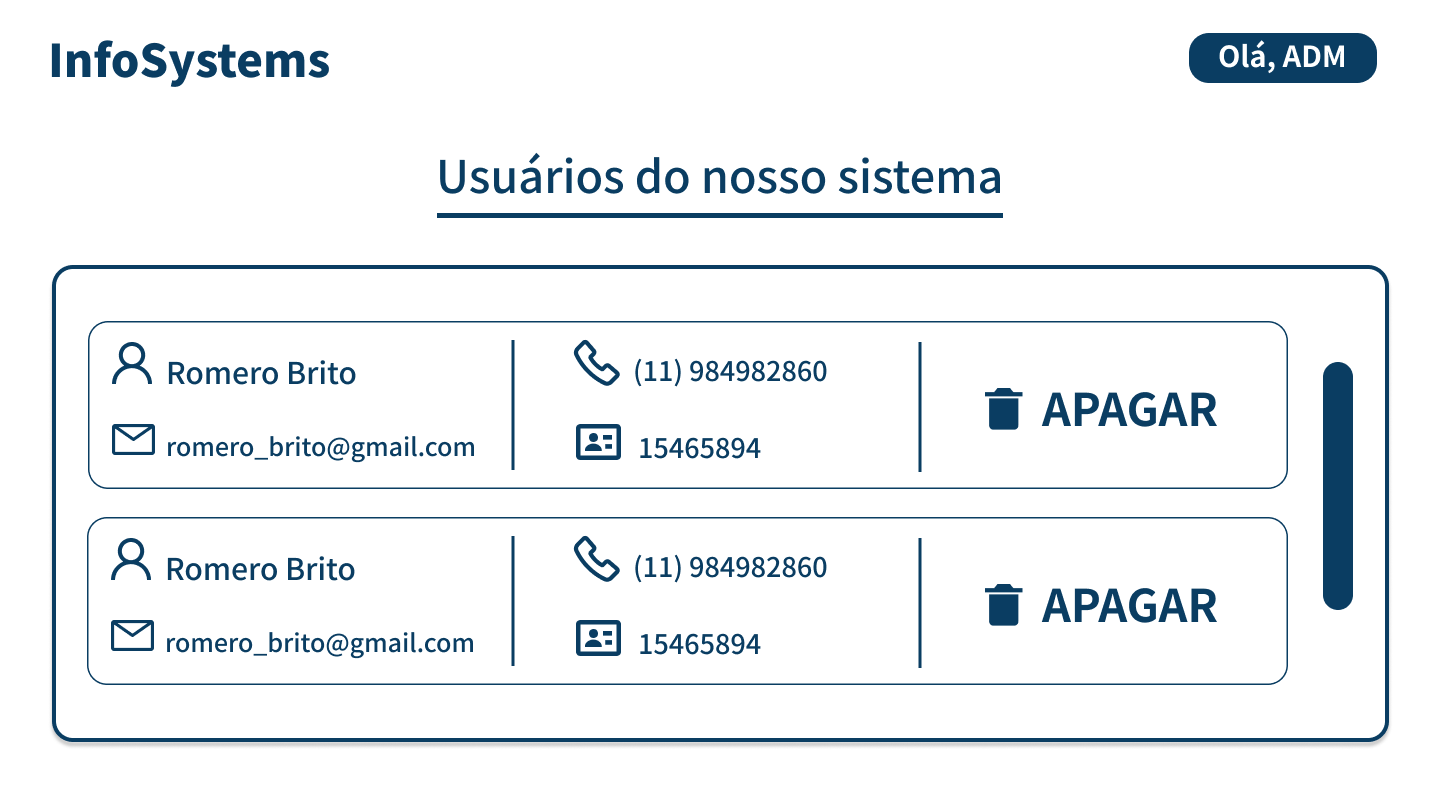 InfoSystems
Olá, ADM
Usuários do nosso sistema
Romero Brito
(11) 984982860
APAGAR
romero_brito@gmail.com
15465894
Romero Brito
(11) 984982860
APAGAR
romero_brito@gmail.com
15465894